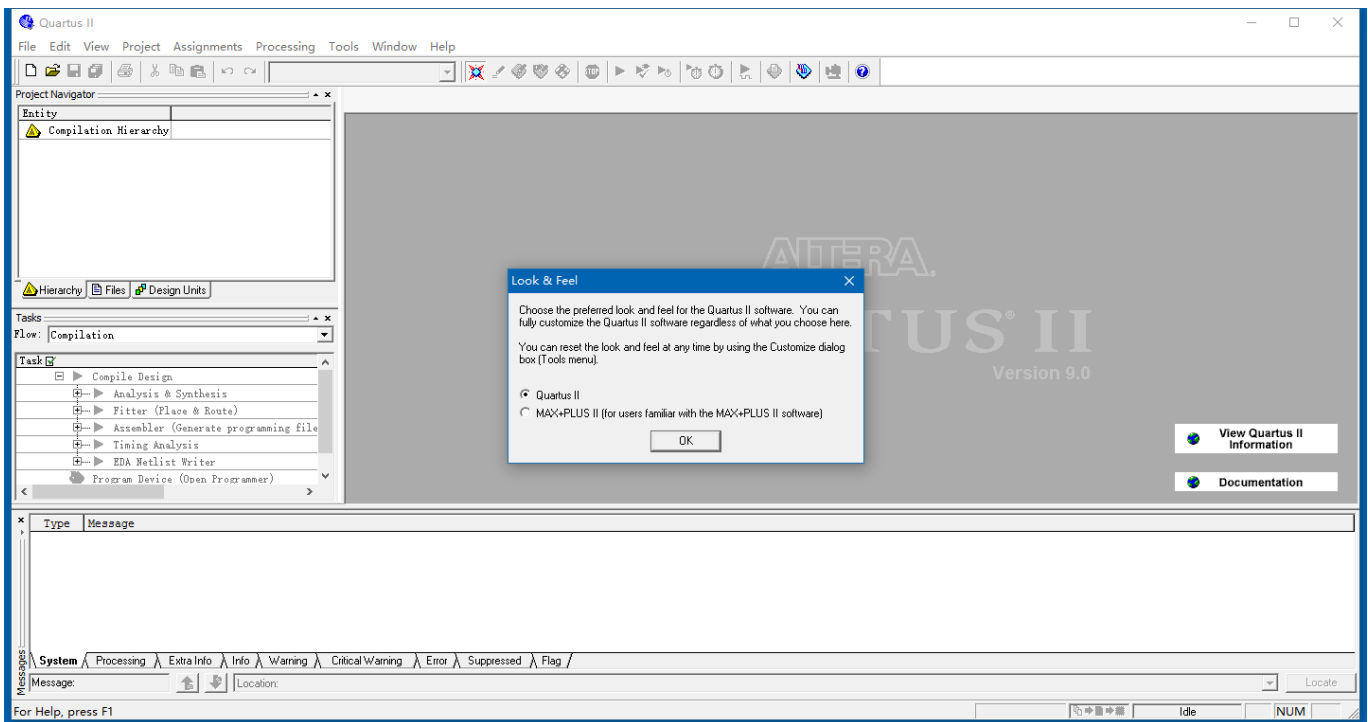 Quartus II
File Edit View Project Assignments Processing Tools Window Help
Project Navigator
Entity
Compilation Hierarchy
Hierarchy Files Design Units
Tasks
Flow: Compilation
Task
Compile Design
Analysis & Synthesis
Fitter (Place & Route)
Assembler (Generate programming file
Timing Analysis
EDA Netlist Writer
Program Device (Open Programmer)
ALTERA
TUS® II
Version 9.0
View Quartus II
Information
Documentation
Look & Feel
Choose the preferred look and feel for the Quartus II software. You can
fully customize the Quartus II software regardless of what you choose here.
You can reset the look and feel at any time by using the Customize dialog
box (Tools menu).
Quartus II
MAX+PLUS II (for users familiar with the MAX+PLUS II software)
OK
Type Message
System Processing Extra Info Info Warning Critical Warning Error Suppressed Flag
Messages
Message: Location: Locate
For Help, press F1 Idle NUM